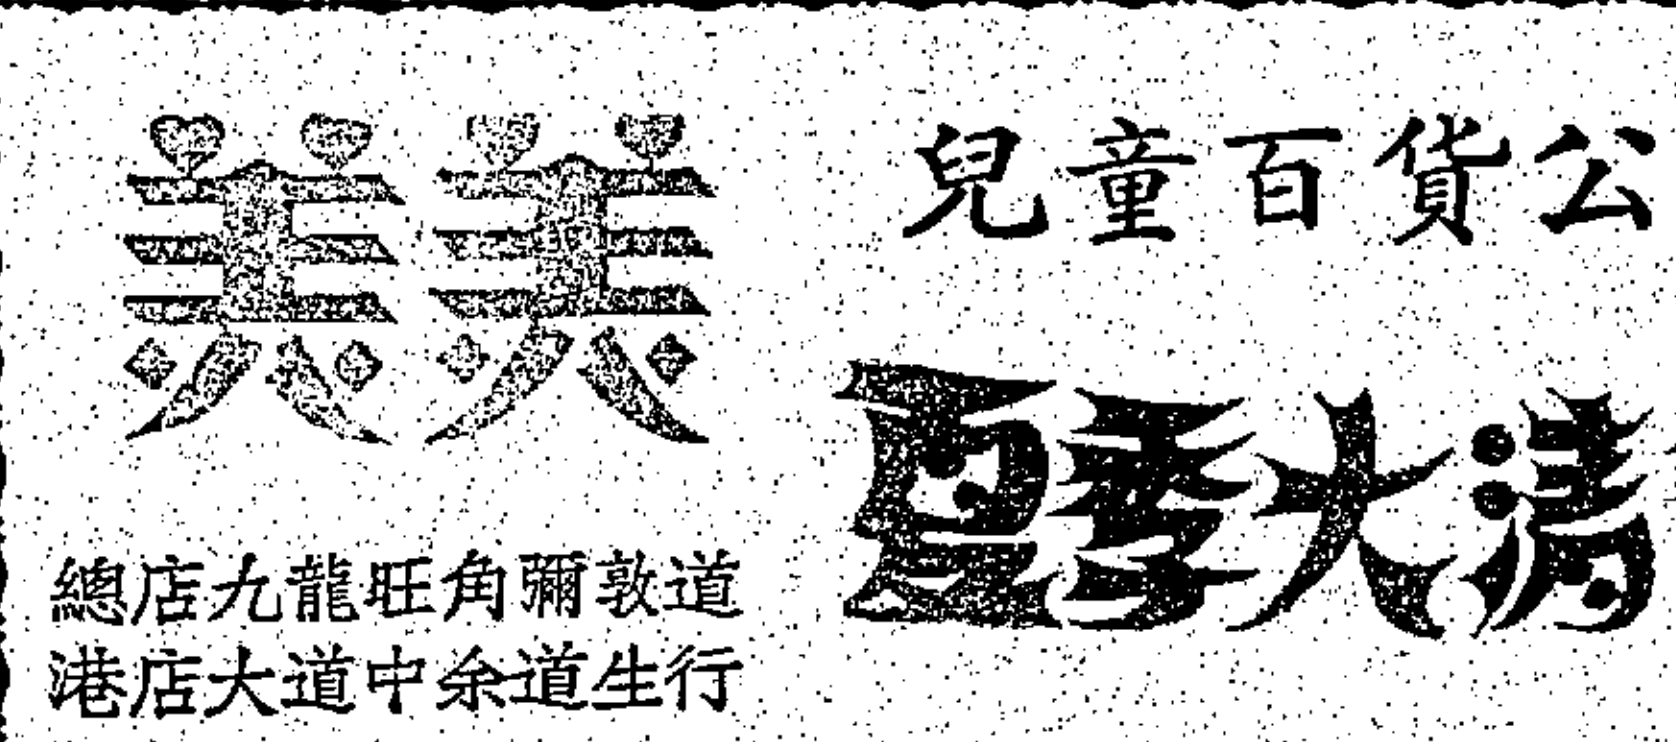 美美
兒童百貨公
夏季大清
總店九龍旺角彌敦道
港店大道中余道生行